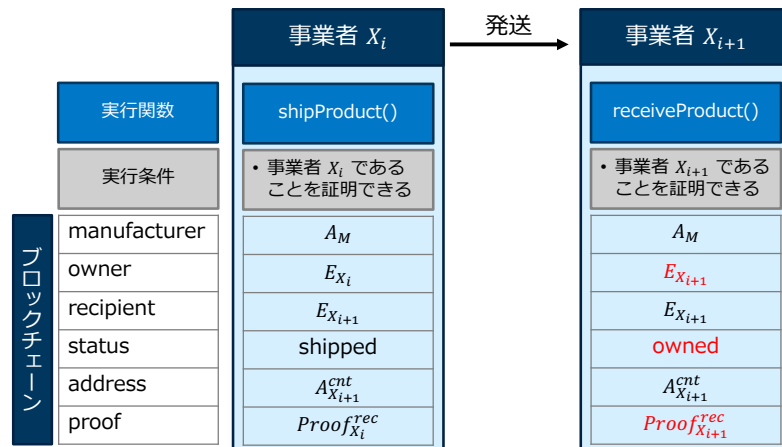 事業者 X_i
発送
事業者 X_{i+1}
実行関数
shipProduct()
receiveProduct()
実行条件
• 事業者 X_i である
ことを証明できる
• 事業者 X_{i+1} であ
ることを証明できる
ブロックチェーン
manufacturer
A_M
A_M
owner
E_{X_i}
E_{X_{i+1}}
recipient
E_{X_{i+1}}
E_{X_{i+1}}
status
shipped
owned
address
A_{X_{i+1}}^{cnt}
A_{X_{i+1}}^{cnt}
proof
Proof_{X_i}^{rec}
Proof_{X_{i+1}}^{rec}